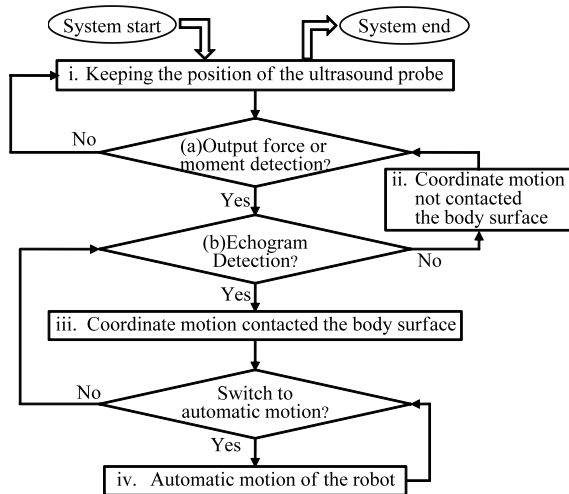 System start
System end
i. Keeping the position of the ultrasound probe
No
(a)Output force or
moment detection?
Yes
ii. Coordinate motion
not contacted
the body surface
(b)Echogram
Detection?
No
Yes
iii. Coordinate motion contacted the body surface
No
Switch to
automatic motion?
Yes
iv. Automatic motion of the robot